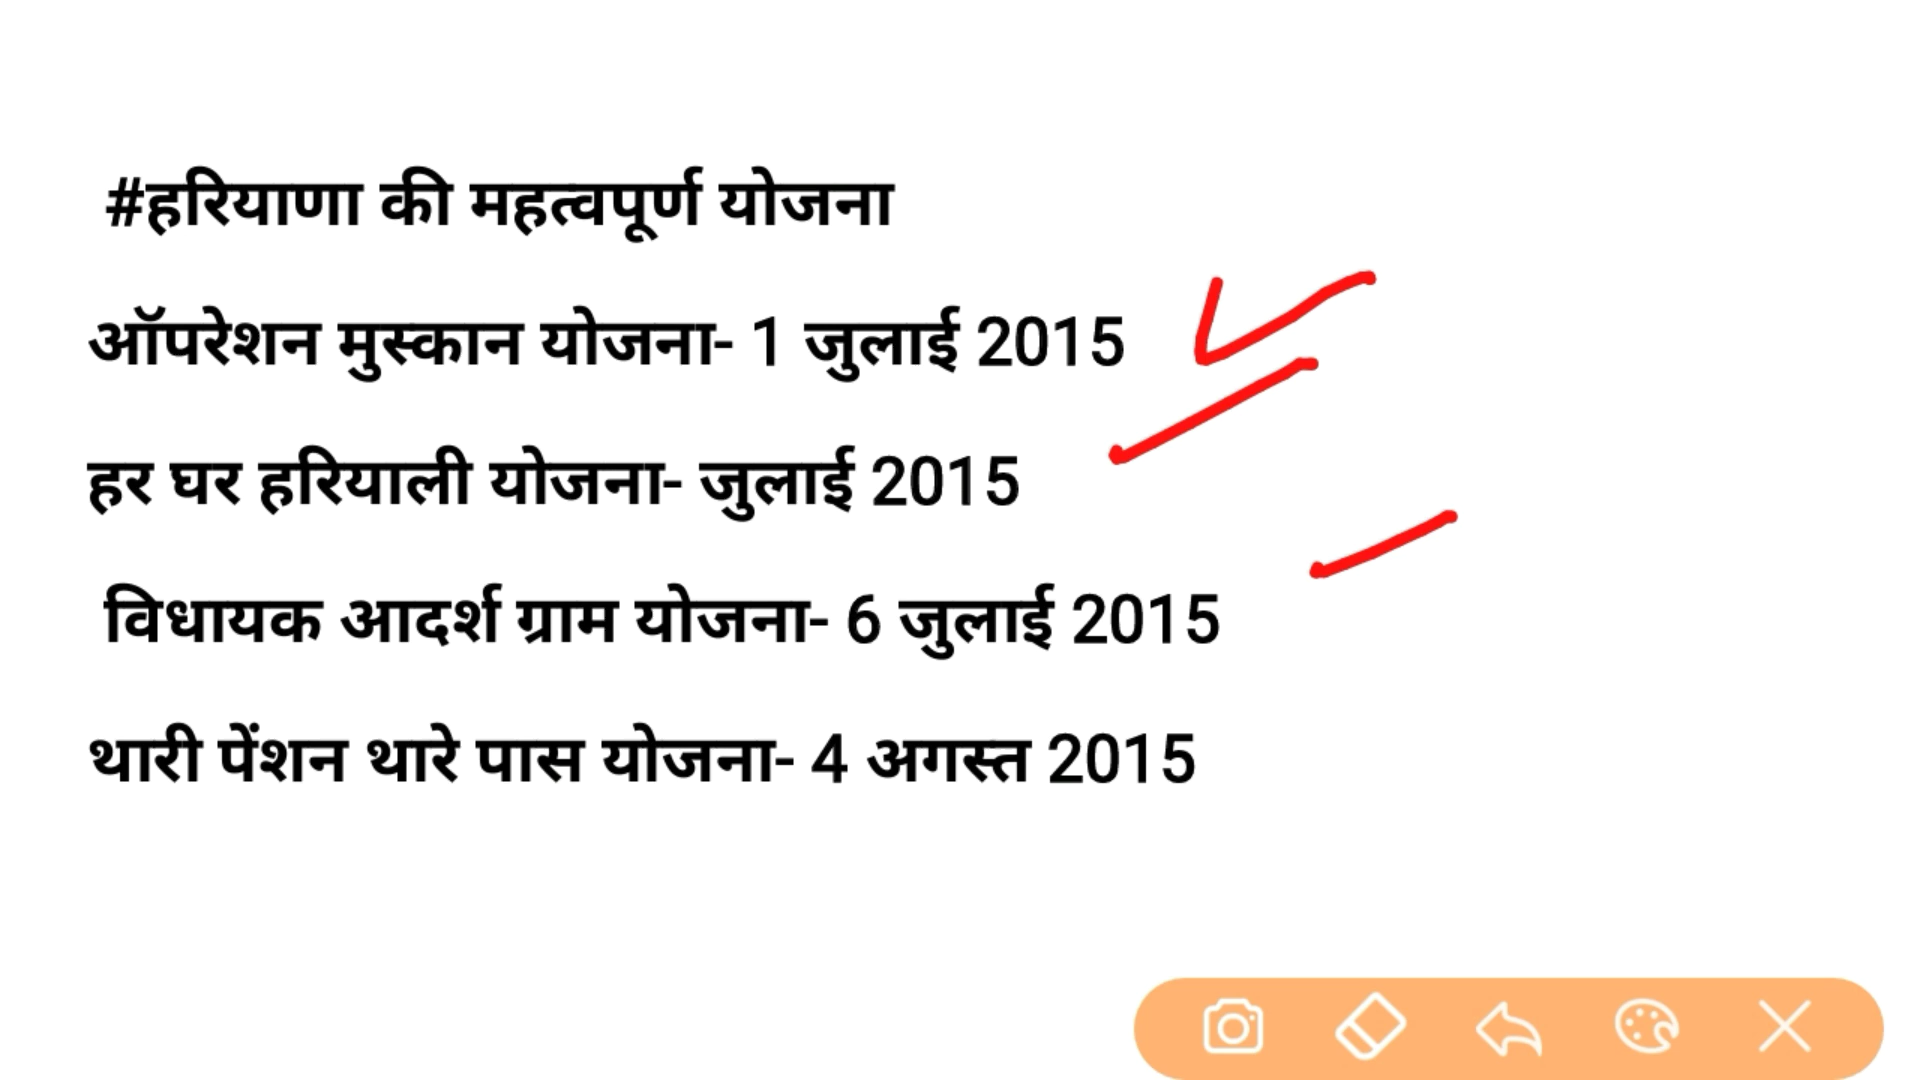 #हरियाणा की महत्वपूर्ण योजना
ऑपरेशन मुस्कान योजना- 1 जुलाई 2015
हर घर हरियाली योजना- जुलाई 2015
विधायक आदर्श ग्राम योजना- 6 जुलाई 2015
थारी पेंशन थारे पास योजना- 4 अगस्त 2015